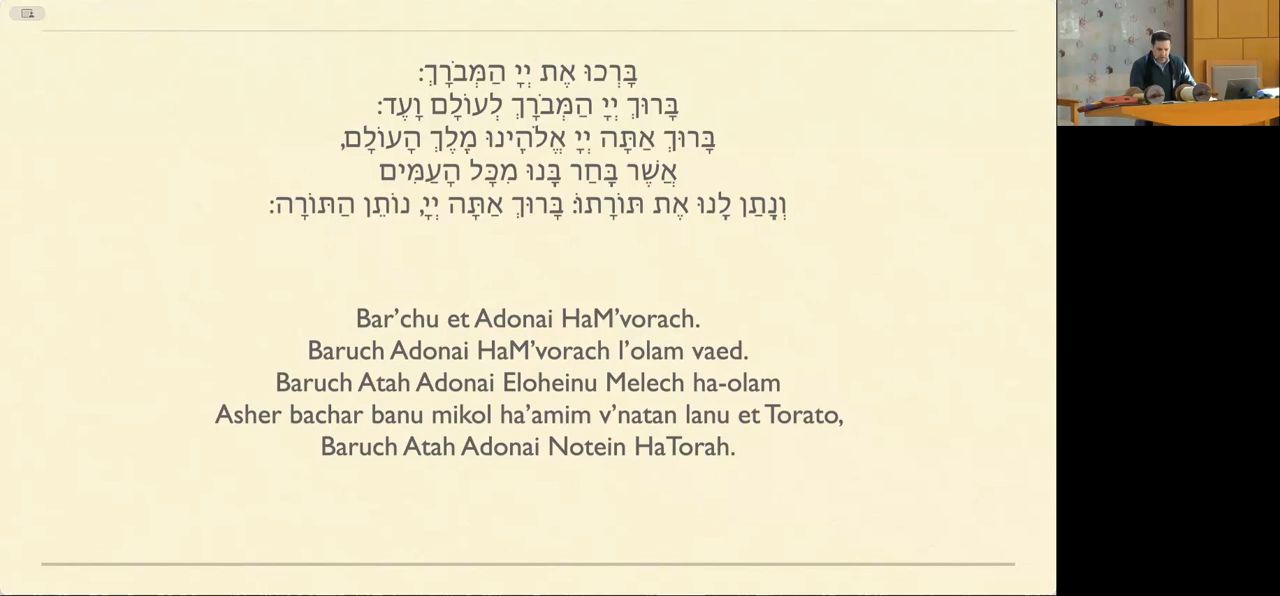 בָּרְכוּ אֶת יְיָ הַמְּבֹרָךְ:
בָּרוּךְ יְיָ הַמְּבֹרָךְ לְעוֹלָם וָעֶד:
בָּרוּךְ אַתָּה יְיָ אֱלֹהֵֽינוּ מֶֽלֶךְ הָעוֹלָם,
אֲשֶׁר בָּֽחַר בָּֽנוּ מִכָּל הָעַמִּים
וְנָֽתַן לָֽנוּ אֶת תּוֹרָתוֹ: בָּרוּךְ אַתָּה יְיָ, נוֹתֵן הַתּוֹרָה:
Bar’chu et Adonai HaM’vorach.
Baruch Adonai HaM’vorach l’olam vaed.
Baruch Atah Adonai Eloheinu Melech ha-olam
Asher bachar banu mikol ha’amim v’natan lanu et Torato,
Baruch Atah Adonai Notein HaTorah.